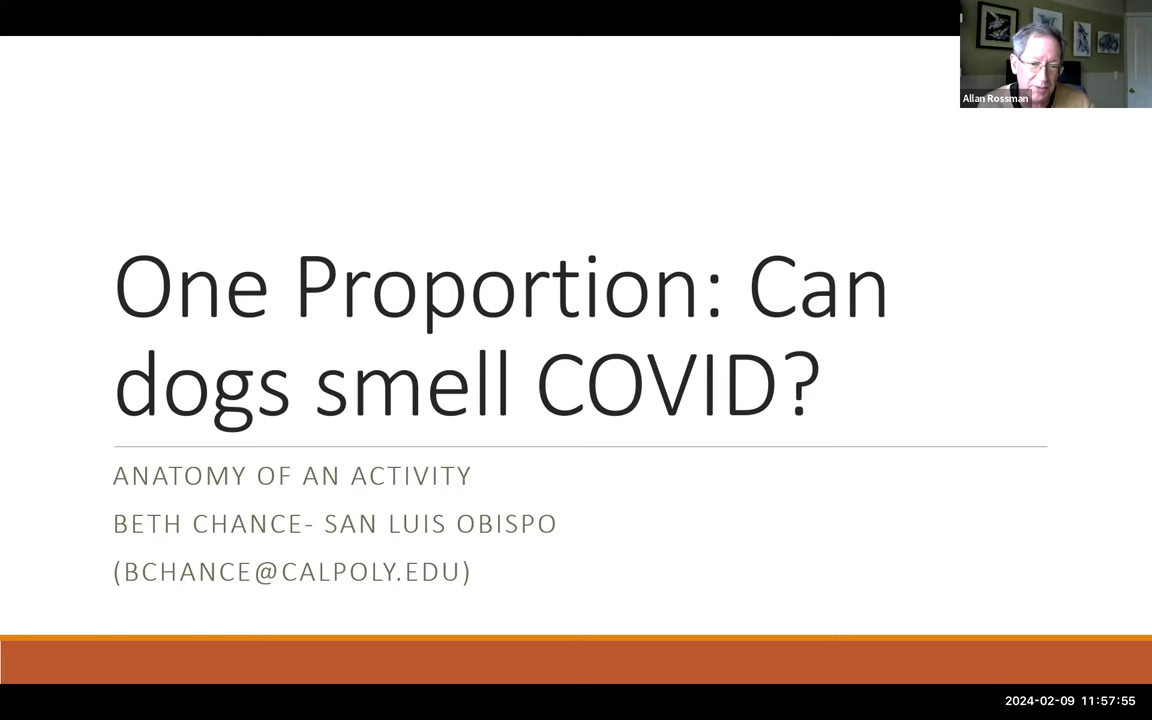 Allan Rossman
One Proportion: Can
dogs smell COVID?
ANATOMY OF AN ACTIVITY
BETH CHANCE- SAN LUIS OBISPO
(BCHANCE@CALPOLY.EDU)
2024-02-09 11:57:55